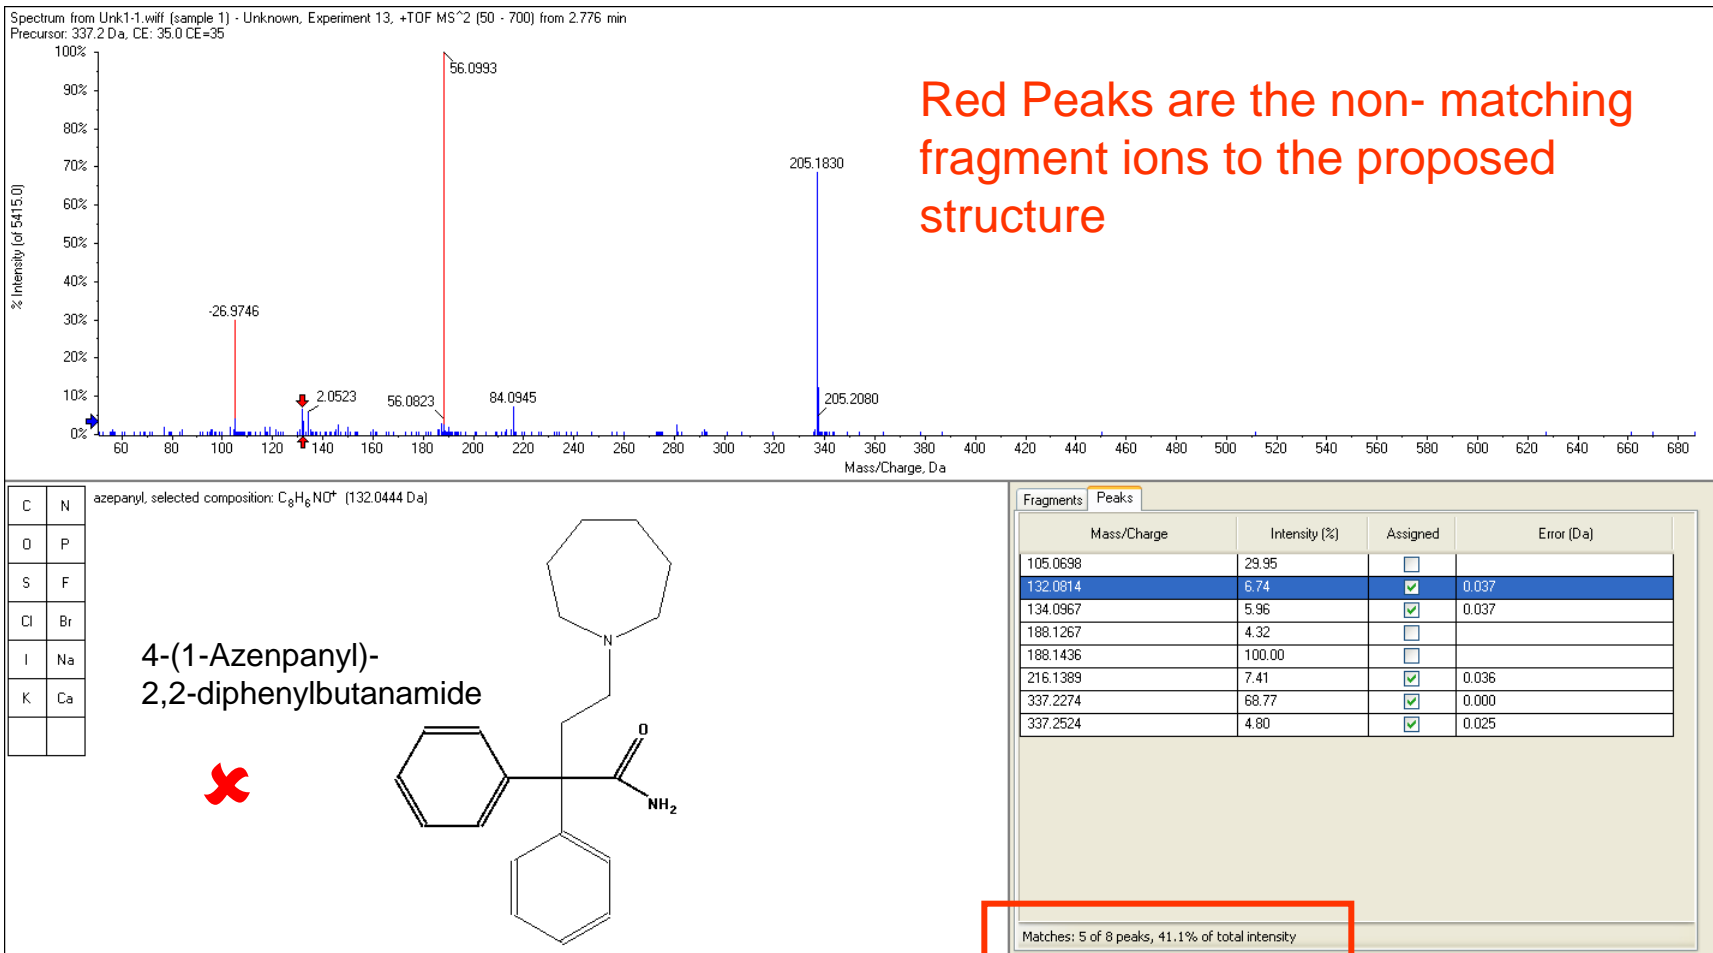 Spectrum from Unk1-1.wiff (sample 1) - Unknown, Experiment 13, +TOF MS^2 (50 - 700) from 2.776 min
Precursor: 337.2 Da, CE: 35.0 CE=35
100%
90%
80%
70%
60%
50%
40%
30%
20%
10%
0%
% Intensity (of 5415.0)
56.0993
205.1830
-26.9746
2.0523
56.0823
84.0945
205.2080
Red Peaks are the non- matching
fragment ions to the proposed
structure
60 80 100 120 140 160 180 200 220 240 260 280 300 320 340 360 380 400 420 440 460 480 500 520 540 560 580 600 620 640 660 680
Mass/Charge, Da
C N
O P
S F
Cl Br
I Na
K Ca
azepanyl, selected composition: C₈H₆NO⁺ (132.0444 Da)
N
O
NH₂
4-(1-Azenpanyl)-
2,2-diphenylbutanamide
Fragments Peaks
Mass/Charge Intensity (%) Assigned Error (Da)
105.0698 29.95
132.0814 6.74 0.037
134.0967 5.96 0.037
188.1267 4.32
188.1436 100.00
216.1389 7.41 0.036
337.2274 68.77 0.000
337.2524 4.80 0.025
Matches: 5 of 8 peaks, 41.1% of total intensity